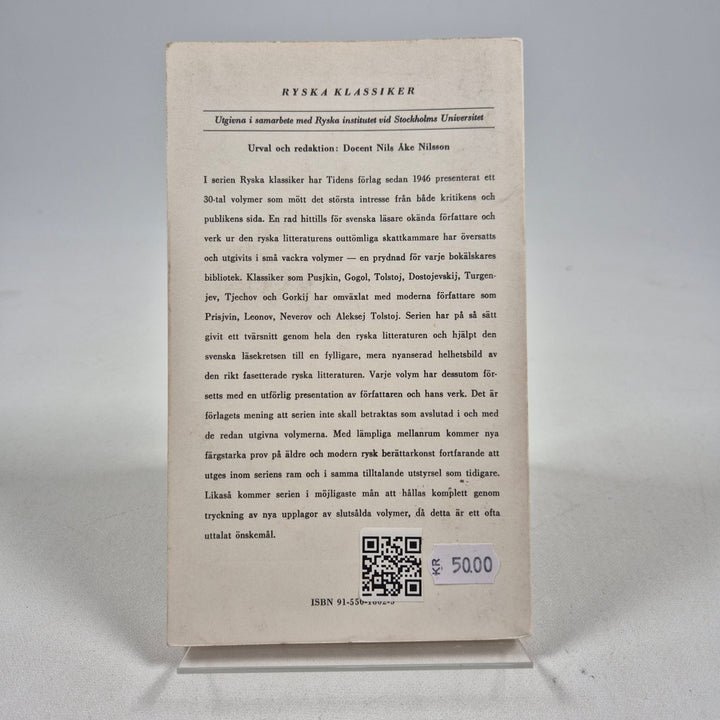 RYSKA KLASSIKER
Utgivna i samarbete med Ryska institutet vid Stockholms Universitet
Urval och redaktion: Docent Nils Åke Nilsson
I serien Ryska klassiker har Tidens förlag sedan 1946 presenterat ett
30-tal volymer som mött det största intresse från både kritikens och
publikens sida. En rad hittills för svenska läsare okända författare och
verk ur den ryska litteraturens outtömliga skattkammare har översatts
och utgivits i små vackra volymer — en prydnad för varje bokälskares
bibliotek. Klassiker som Pusjkin, Gogol, Tolstoj, Dostojevskij, Turgen-
jev, Tjechov och Gorkij har omväxlat med moderna författare som
Prisjvin, Leonov, Neverov och Aleksej Tolstoj. Serien har på så sätt
givit ett tvärsnitt genom hela den ryska litteraturen och hjälpt den
svenska läsekretsen till en fylligare, mera nyanserad helhetsbild av
den rikt fasetterade ryska litteraturen. Varje volym har dessutom för-
setts med en utförlig presentation av författaren och hans verk. Det är
förlagets mening att serien inte skall betraktas som avslutad i och med
de redan utgivna volymerna. Med lämpliga mellanrum kommer nya
färgstarka prov på äldre och modern rysk berättarkonst fortfarande att
utges inom seriens ram och i samma tilltalande utstyrsel som tidigare.
Likaså kommer serien i möjligaste mån att hållas komplett genom
tryckning av nya upplagor av slutsålda volymer, då detta är ett ofta
uttalat önskemål.
KR 50.00
ISBN